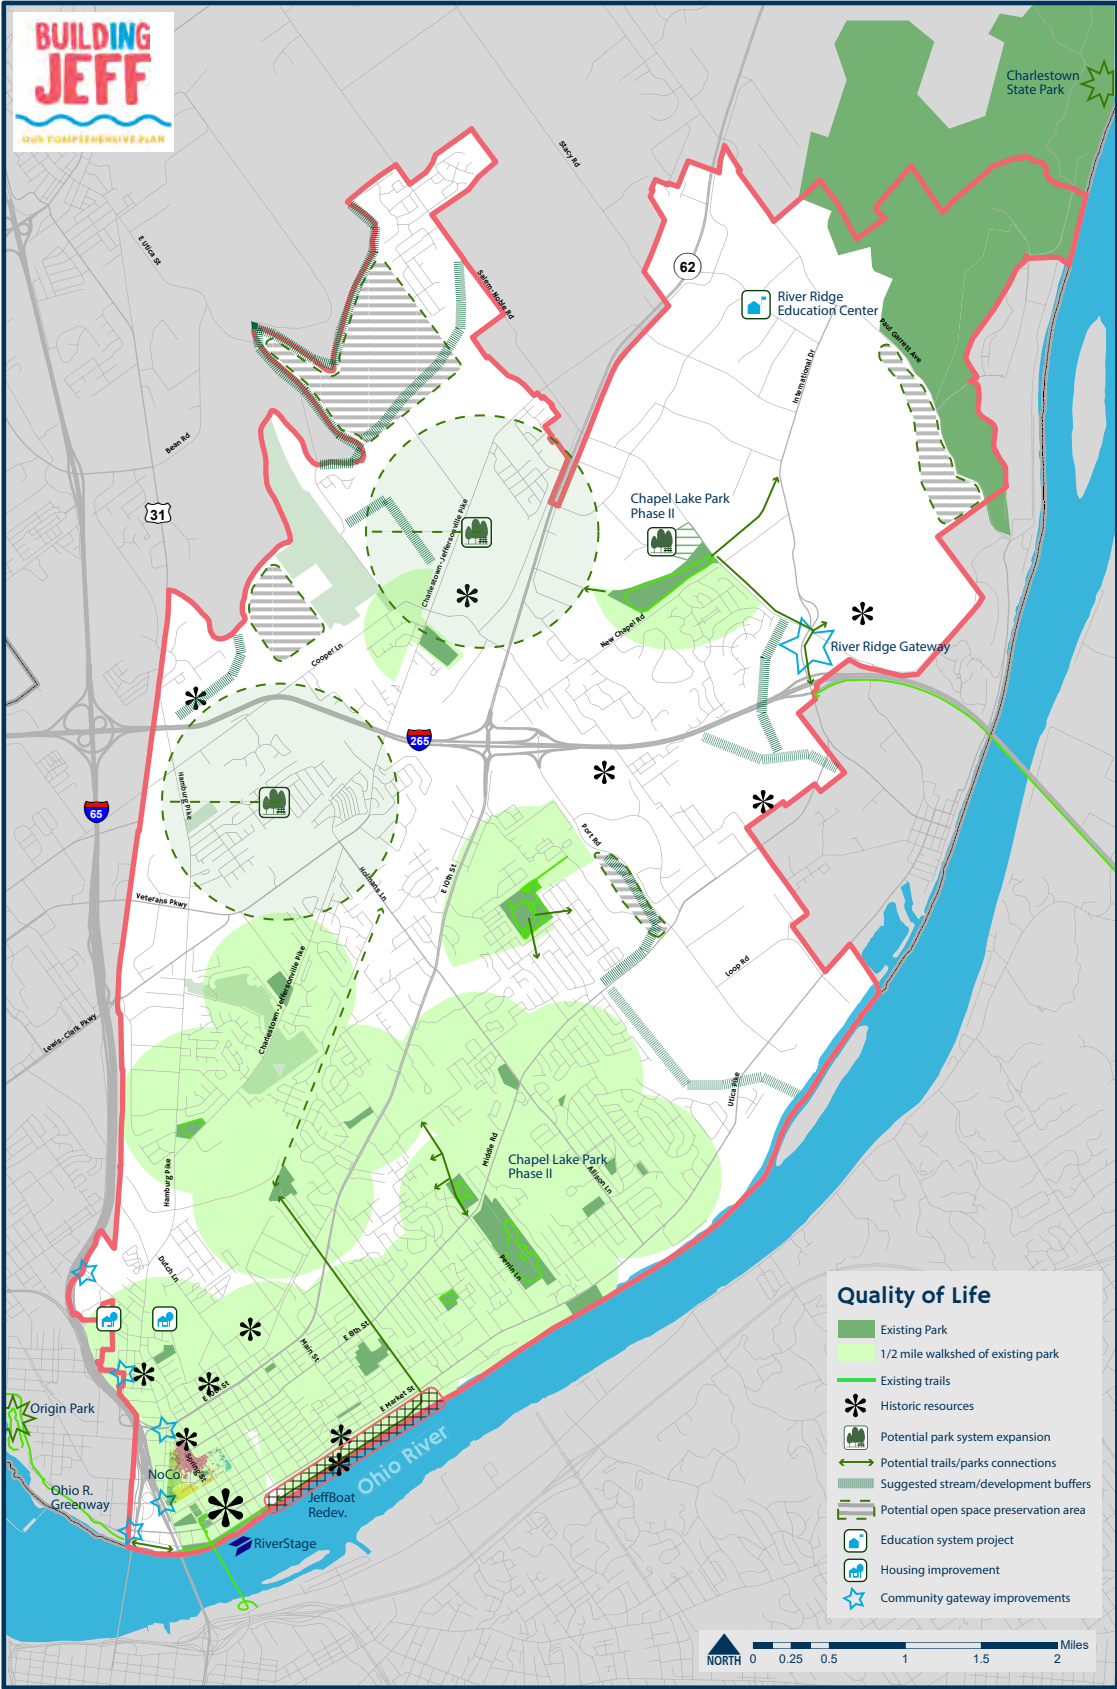 BUILDING
JEFF
OUR COMPREHENSIVE PLAN
Charlestown
State Park
Stacy Rd
E Utica St
62
Salem-Noble Rd
River Ridge
Education Center
Paul Garrett Ave
International Dr
Bean Rd
31
Charlestown-Jeffersonville Pike
Chapel Lake Park
Phase II
New Chapel Rd
River Ridge Gateway
Cooper Ln
265
Hamburg Pike
65
Port Rd
Holmans Ln
E 10th St
Veterans Pkwy
Charlestown-Jeffersonville Pike
Loop Rd
Lewis-Clark Pkwy
Utica Pike
Middle Rd
Chapel Lake Park
Phase II
Allison Ln
Hamburg Pike
Dutch Ln
Perrin Ln
Main St
E 8th St
E 10th St
E Market St
Origin Park
Ohio River
Spring St
NoCo
Ohio R.
Greenway
JeffBoat
Redev.
RiverStage
Quality of Life
Existing Park
1/2 mile walkshed of existing park
Existing trails
Historic resources
Potential park system expansion
Potential trails/parks connections
Suggested stream/development buffers
Potential open space preservation area
Education system project
Housing improvement
Community gateway improvements
NORTH
0 0.25 0.5 1 1.5 2 Miles